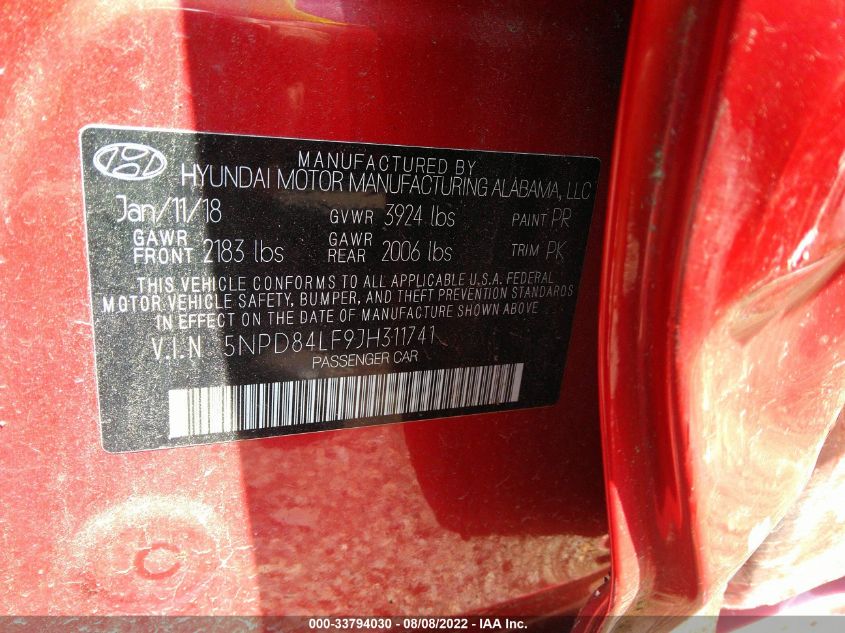 MANUFACTURED BY
HYUNDAI MOTOR MANUFACTURING ALABAMA, LLC
Jan/11/18 GVWR 3924 lbs PAINT PR
GAWR FRONT 2183 lbs GAWR REAR 2006 lbs TRIM PK
THIS VEHICLE CONFORMS TO ALL APPLICABLE U.S.A. FEDERAL
MOTOR VEHICLE SAFETY, BUMPER, AND THEFT PREVENTION STANDARDS
IN EFFECT ON THE DATE OF MANUFACTURE SHOWN ABOVE
V.I.N 5NPD84LF9JH311741
PASSENGER CAR
C
000-33794030 - 08/08/2022 - IAA Inc.